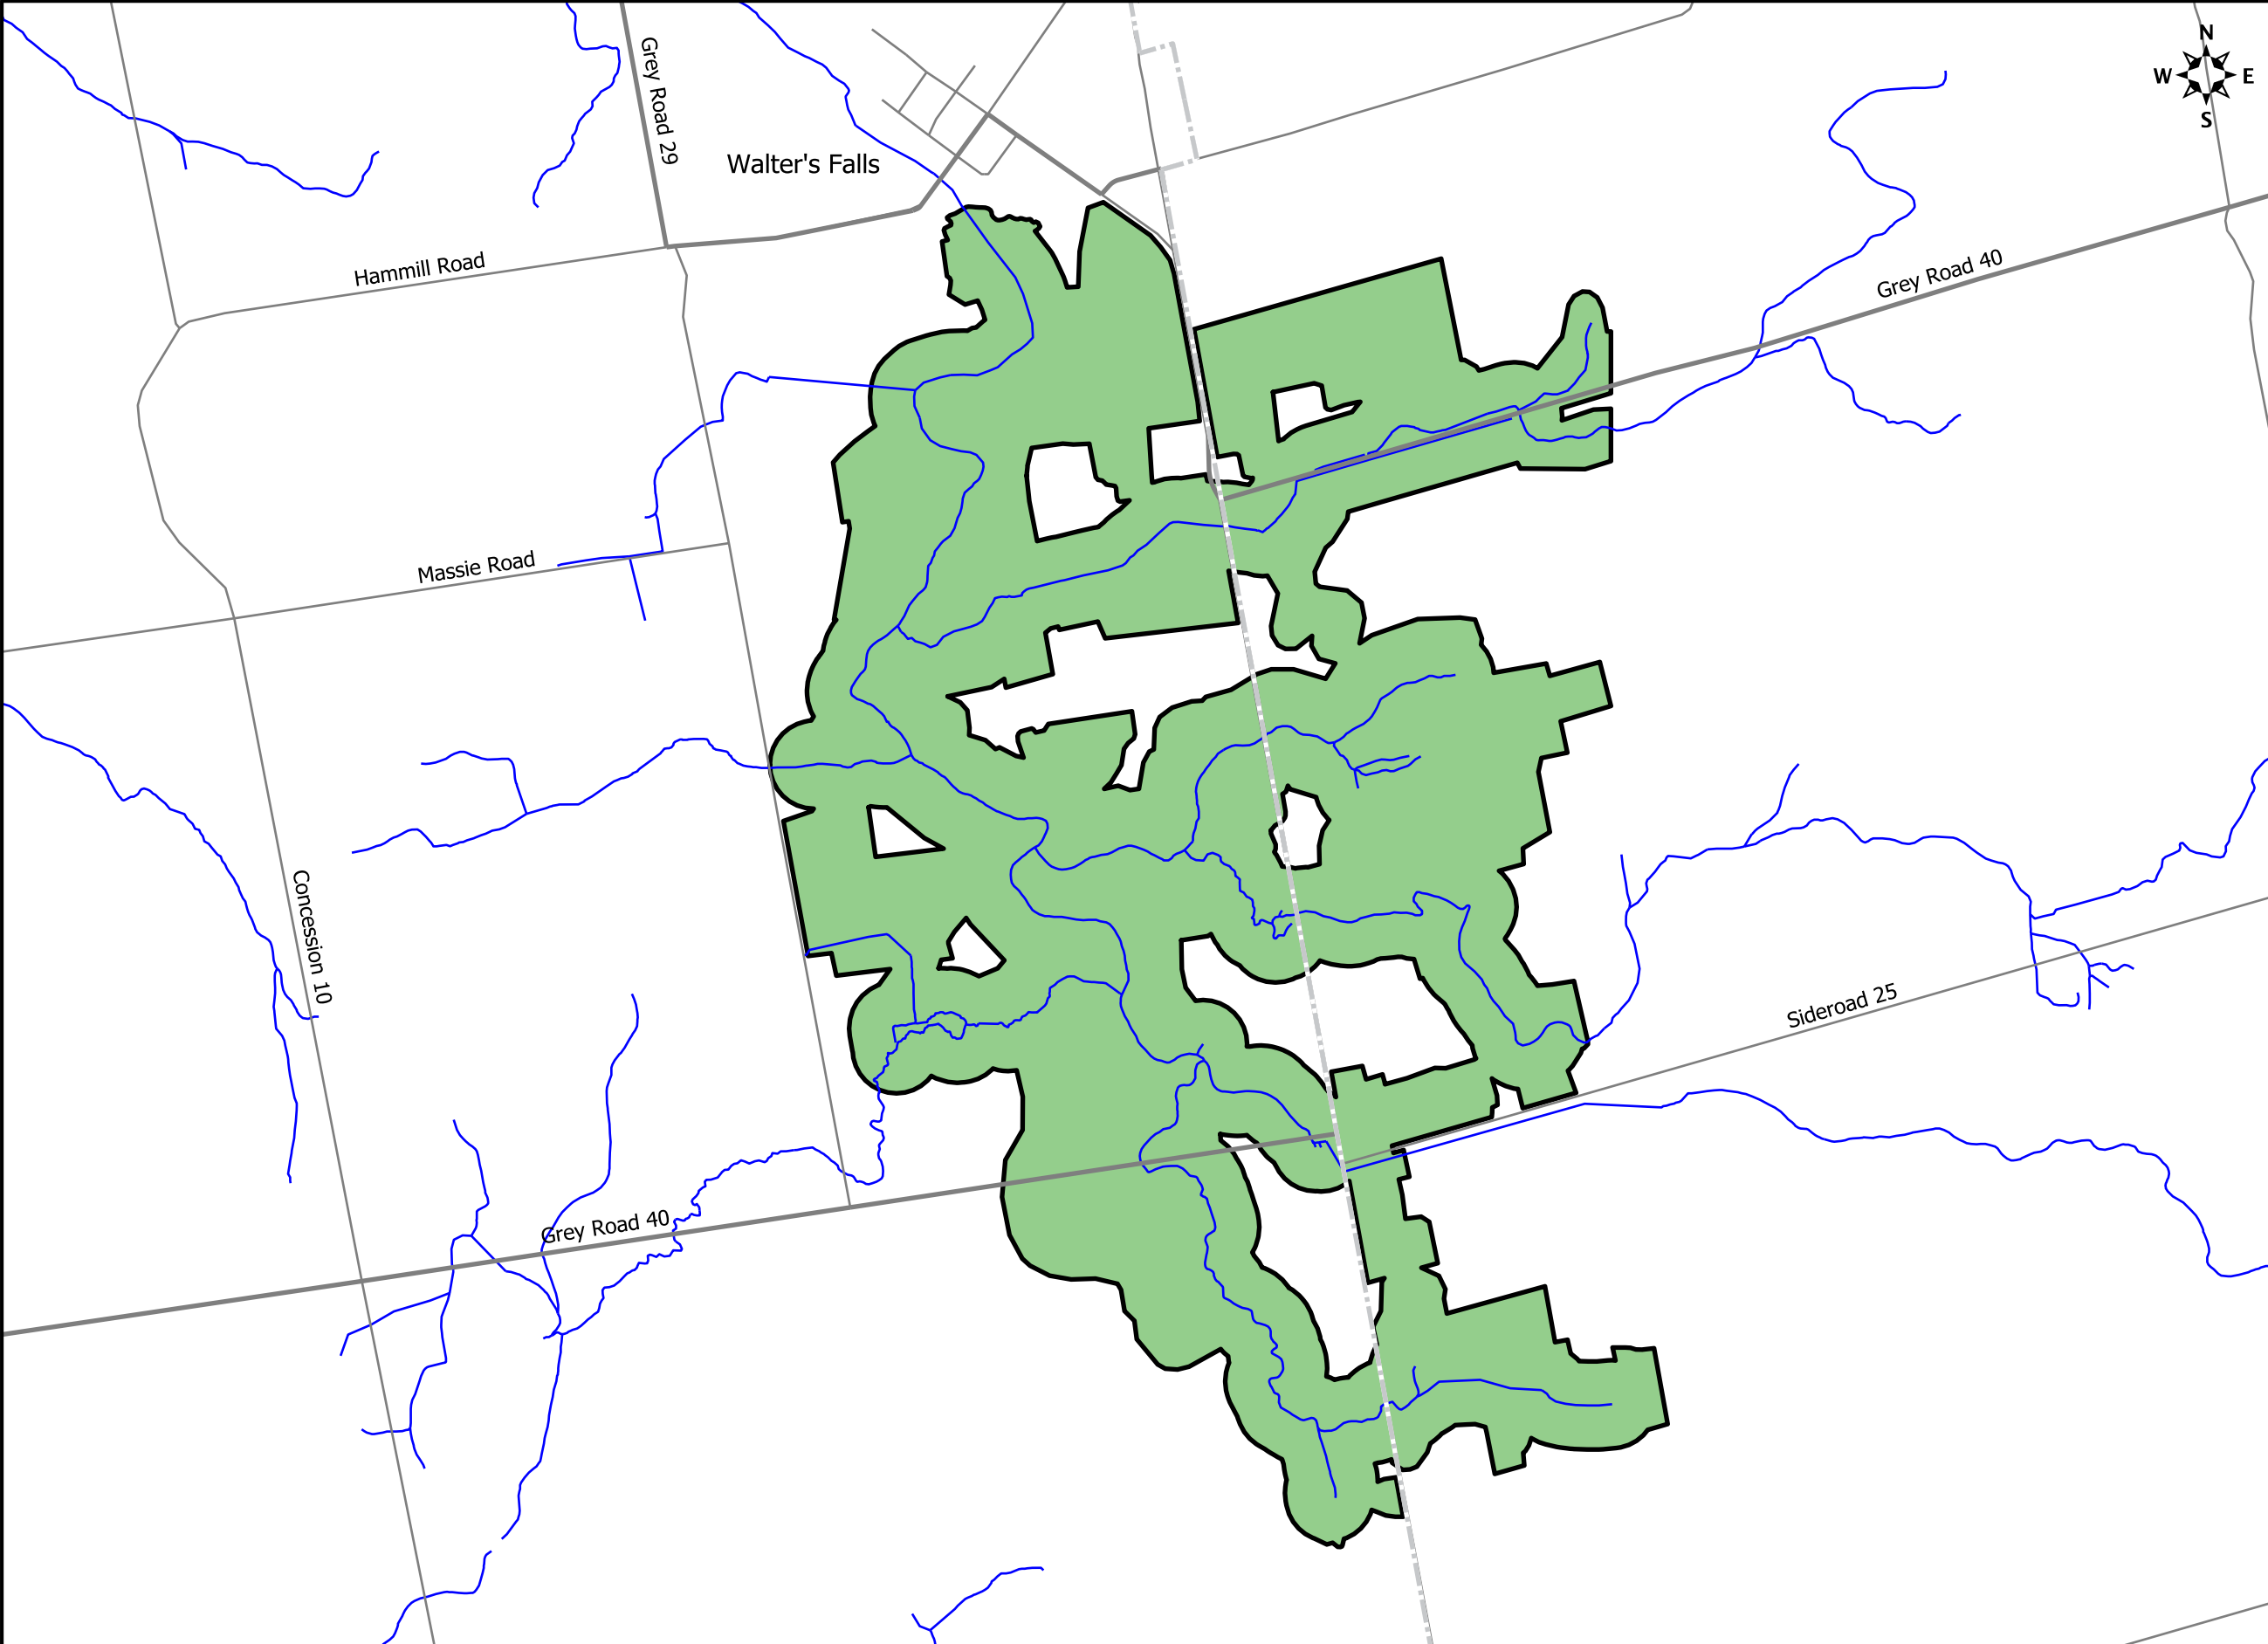 N
W E
S
Grey Road 29
Walter's Falls
Hammill Road
Grey Road 40
Massie Road
Concession 10
Sideroad 25
Grey Road 40